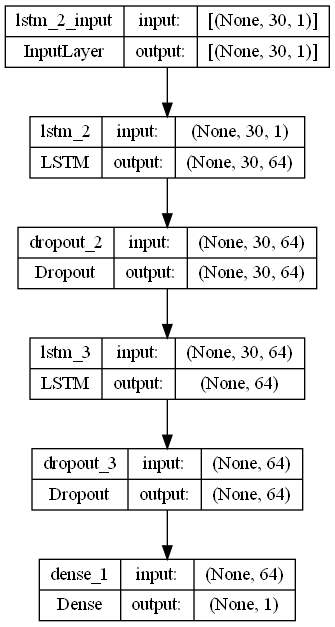 lstm_2_input input: [(None, 30, 1)]
InputLayer output: [(None, 30, 1)]
lstm_2 input: (None, 30, 1)
LSTM output: (None, 30, 64)
dropout_2 input: (None, 30, 64)
Dropout output: (None, 30, 64)
lstm_3 input: (None, 30, 64)
LSTM output: (None, 64)
dropout_3 input: (None, 64)
Dropout output: (None, 64)
dense_1 input: (None, 64)
Dense output: (None, 1)